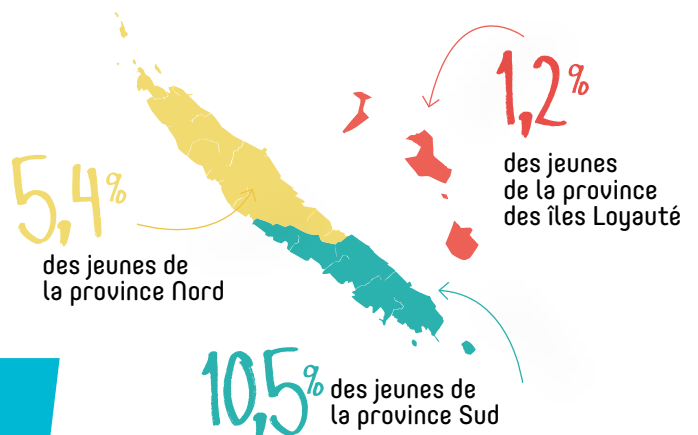 1,2%
des jeunes
de la province
des îles Loyauté
5,4%
des jeunes de
la province Nord
10,5% des jeunes de
la province Sud